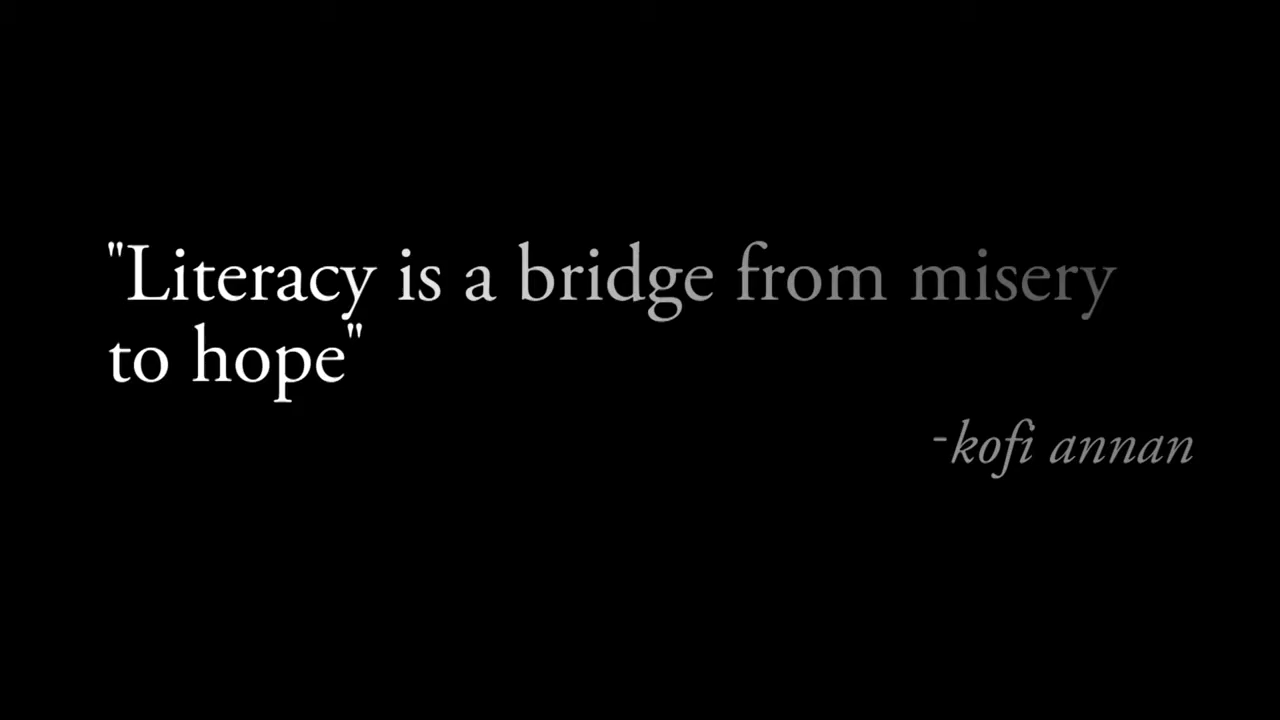 "Literacy is a bridge from misery
to hope"
-kofi annan